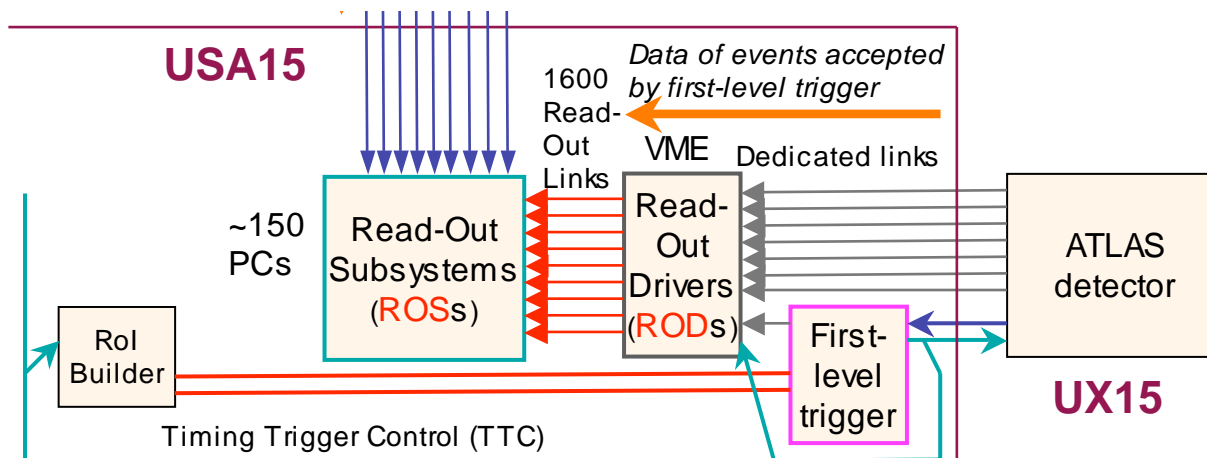 USA15
Data of events accepted
by first-level trigger
1600
Read-
Out
Links
VME
Dedicated links
~150
PCs
Read-Out
Subsystems
(ROSs)
Read-
Out
Drivers
(RODs)
ATLAS
detector
RoI
Builder
First-
level
trigger
UX15
Timing Trigger Control (TTC)